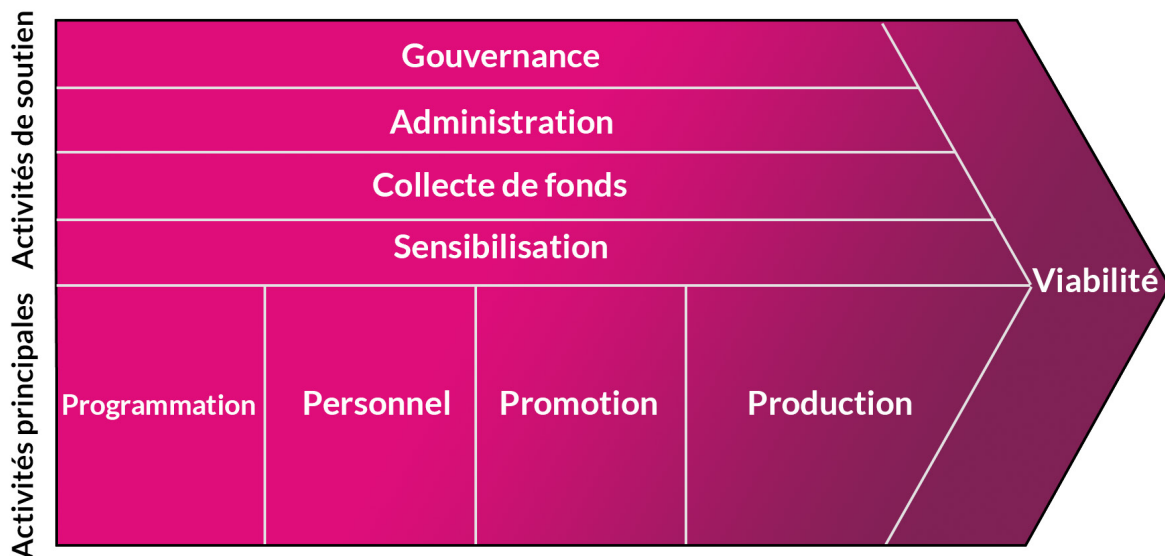 Activités de soutien
Gouvernance
Administration
Collecte de fonds
Sensibilisation
Viabilité
Activités principales
Programmation
Personnel
Promotion
Production